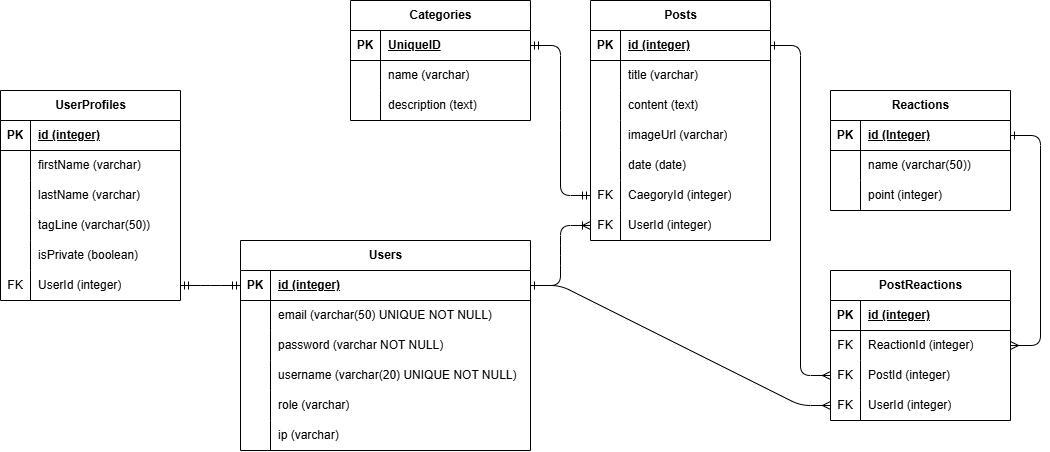 Categories
PK UniqueID
name (varchar)
description (text)
Posts
PK id (integer)
title (varchar)
content (text)
imageUrl (varchar)
date (date)
FK CaegoryId (integer)
FK UserId (integer)
UserProfiles
PK id (integer)
firstName (varchar)
lastName (varchar)
tagLine (varchar(50))
isPrivate (boolean)
FK UserId (integer)
Reactions
PK id (Integer)
name (varchar(50))
point (integer)
Users
PK id (integer)
email (varchar(50) UNIQUE NOT NULL)
password (varchar NOT NULL)
username (varchar(20) UNIQUE NOT NULL)
role (varchar)
ip (varchar)
PostReactions
PK id (integer)
FK ReactionId (integer)
FK PostId (integer)
FK UserId (integer)